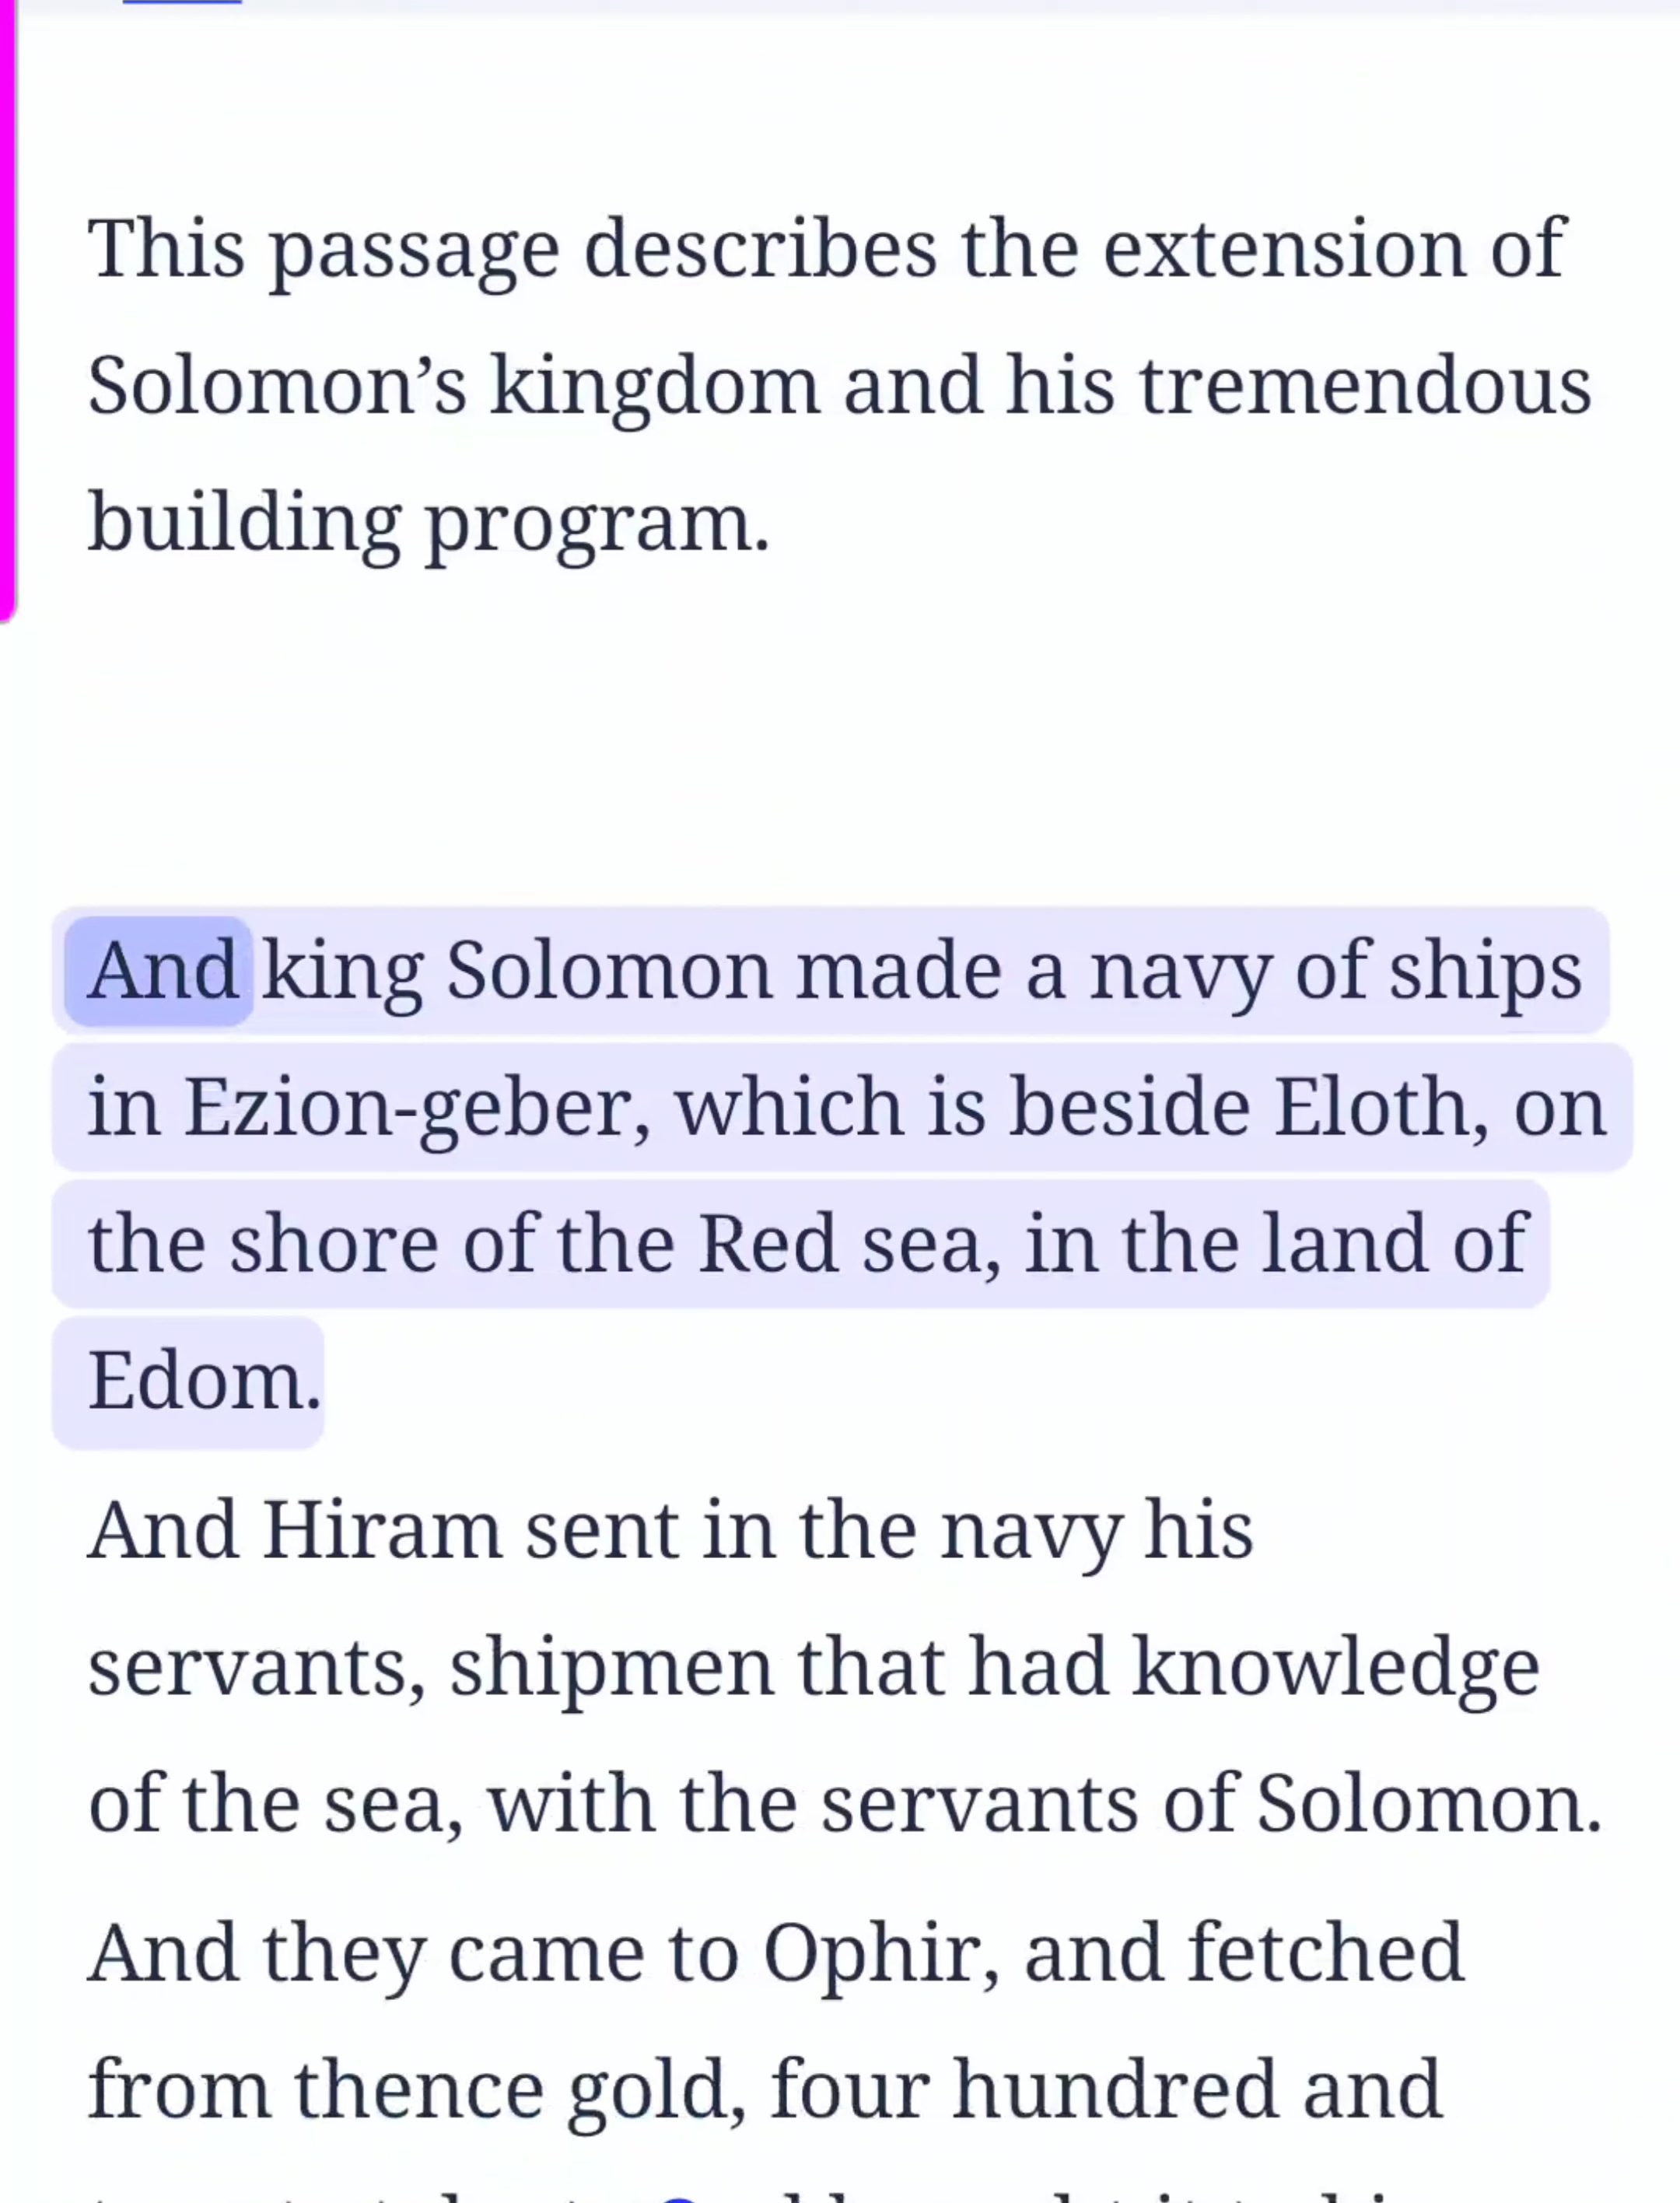 This passage describes the extension of
Solomon’s kingdom and his tremendous
building program.
And king Solomon made a navy of ships
in Ezion-geber, which is beside Eloth, on
the shore of the Red sea, in the land of
Edom.
And Hiram sent in the navy his
servants, shipmen that had knowledge
of the sea, with the servants of Solomon.
And they came to Ophir, and fetched
from thence gold, four hundred and